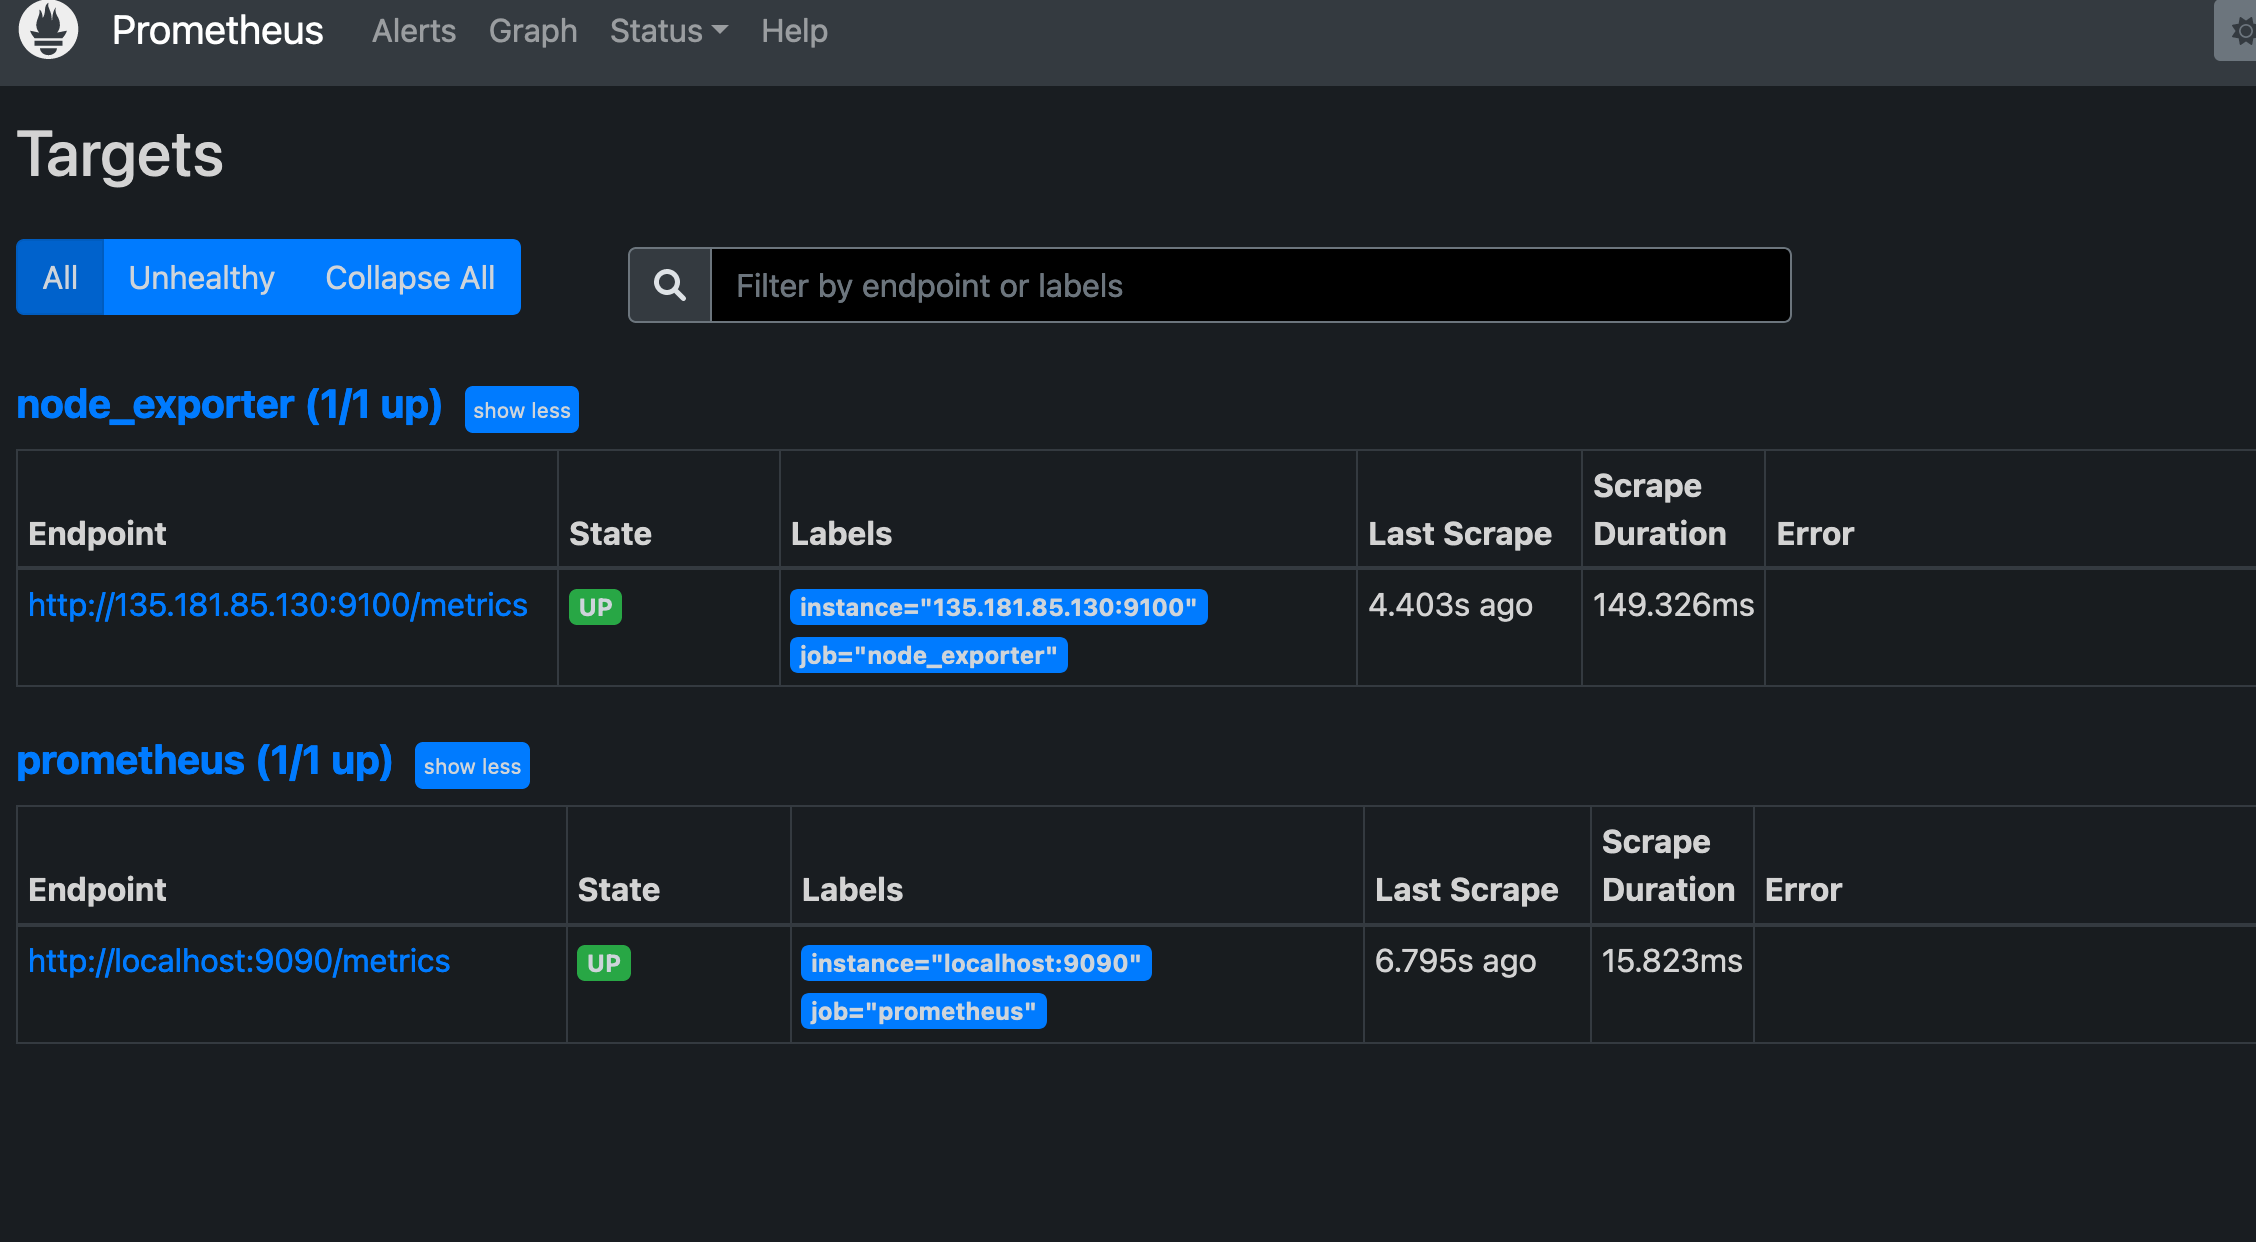 Prometheus Alerts Graph Status Help
Targets
All Unhealthy Collapse All
Filter by endpoint or labels
node_exporter (1/1 up) show less
Endpoint State Labels Last Scrape Scrape Duration Error
http://135.181.85.130:9100/metrics UP instance="135.181.85.130:9100" 4.403s ago 149.326ms
job="node_exporter"
prometheus (1/1 up) show less
Endpoint State Labels Last Scrape Scrape Duration Error
http://localhost:9090/metrics UP instance="localhost:9090" 6.795s ago 15.823ms
job="prometheus"